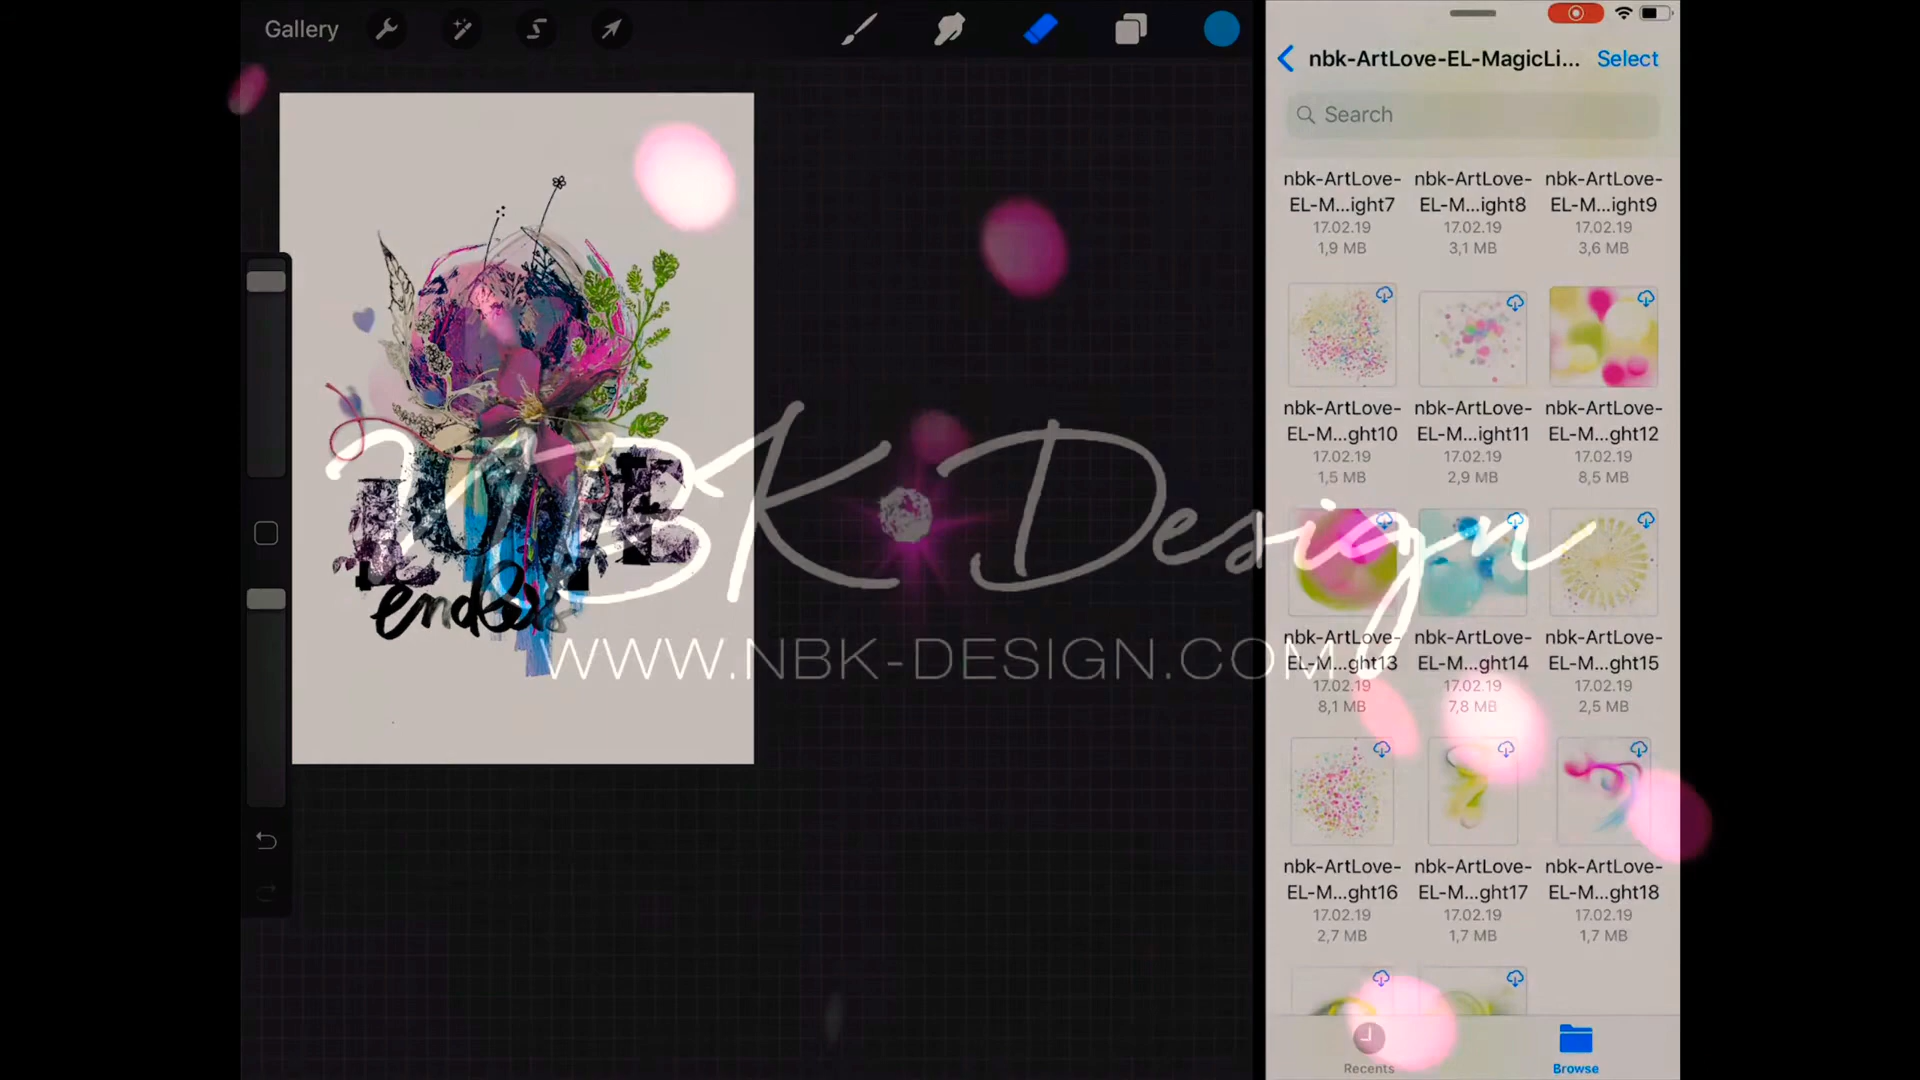 Gallery
nbk-ArtLove-EL-MagicLi...
Select
Search
nbk-ArtLove-
EL-M...ight7
17.02.19
1,9 MB
nbk-ArtLove-
EL-M...ight8
17.02.19
3,1 MB
nbk-ArtLove-
EL-M...ight9
17.02.19
3,6 MB
nbk-ArtLove-
EL-M...ght10
17.02.19
1,5 MB
nbk-ArtLove-
EL-M...ight11
17.02.19
2,9 MB
nbk-ArtLove-
EL-M...ght12
17.02.19
8,5 MB
NBK Design
WWW.NBK-DESIGN.COM
endless
nbk-ArtLove-
EL-M...ght13
17.02.19
8,1 MB
nbk-ArtLove-
EL-M...ght14
17.02.19
7,8 MB
nbk-ArtLove-
EL-M...ght15
17.02.19
2,5 MB
nbk-ArtLove-
EL-M...ght16
17.02.19
2,7 MB
nbk-ArtLove-
EL-M...ght17
17.02.19
1,7 MB
nbk-ArtLove-
EL-M...ght18
17.02.19
1,7 MB
Recents
Browse